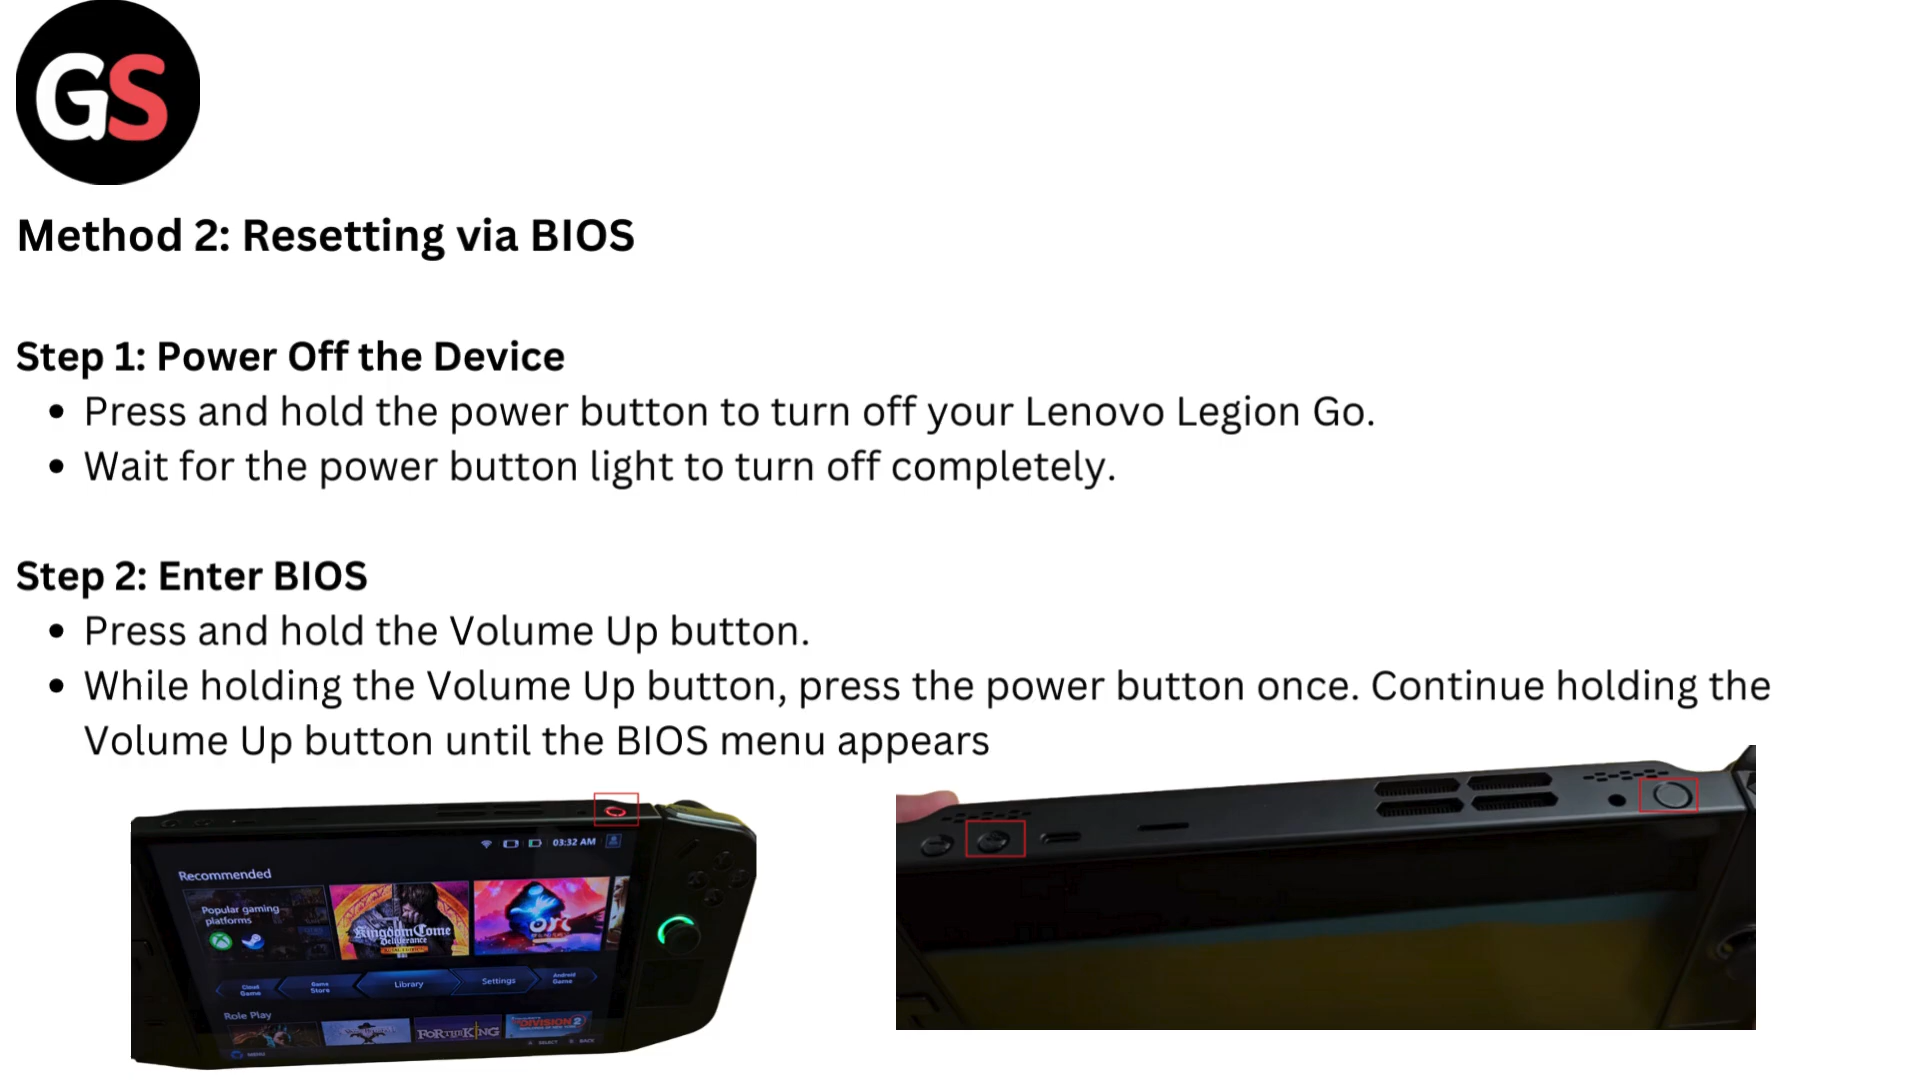 GS
Method 2: Resetting via BIOS
Step 1: Power Off the Device
• Press and hold the power button to turn off your Lenovo Legion Go.
• Wait for the power button light to turn off completely.
Step 2: Enter BIOS
• Press and hold the Volume Up button.
• While holding the Volume Up button, press the power button once. Continue holding the
Volume Up button until the BIOS menu appears
03:32 AM
Recommended
Popular gaming
platforms
Kingdom Come
Deliverance
ori
Cloud
Game
Game
Store
Library
Settings
Android
Game
Role Play
FOR THE KING
DIVISION 2
MENU
SELECT
BACK